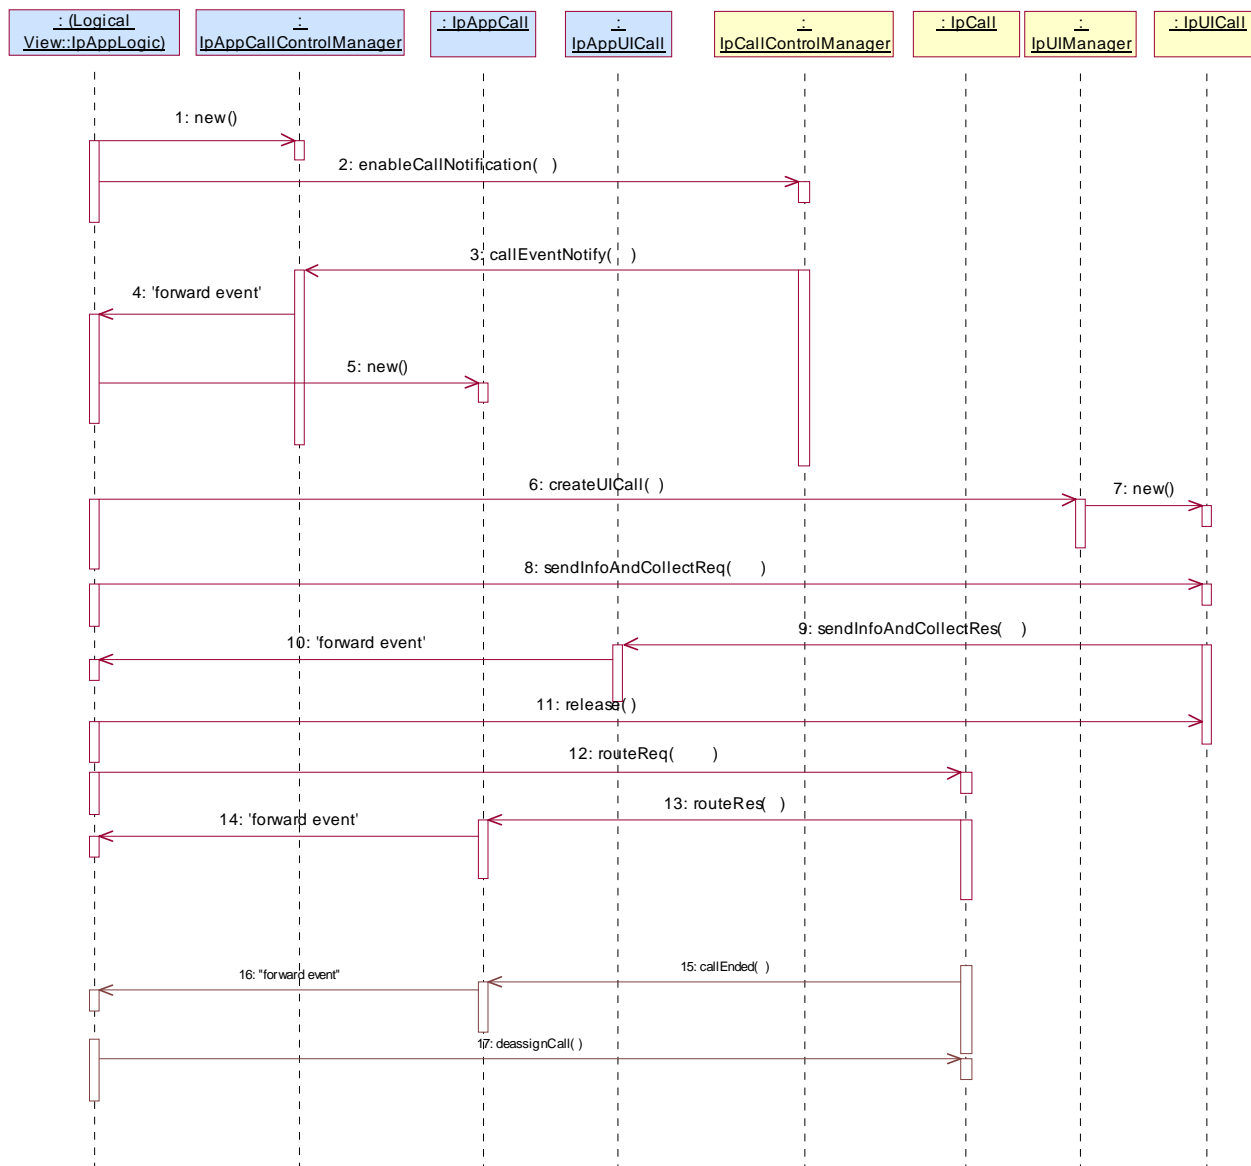 : (Logical
View::IpAppLogic)
:
IpAppCallControlManager
: IpAppCall
:
IpAppUICall
:
IpCallControlManager
: IpCall
:
IpUIManager
: IpUICall
1: new()
2: enableCallNotification( )
3: callEventNotify( )
4: 'forward event'
5: new()
6: createUICall( )
7: new()
8: sendInfoAndCollectReq( )
9: sendInfoAndCollectRes( )
10: 'forward event'
11: release( )
12: routeReq( )
13: routeRes( )
14: 'forward event'
15: callEnded( )
16: "forward event"
17: deassignCall( )